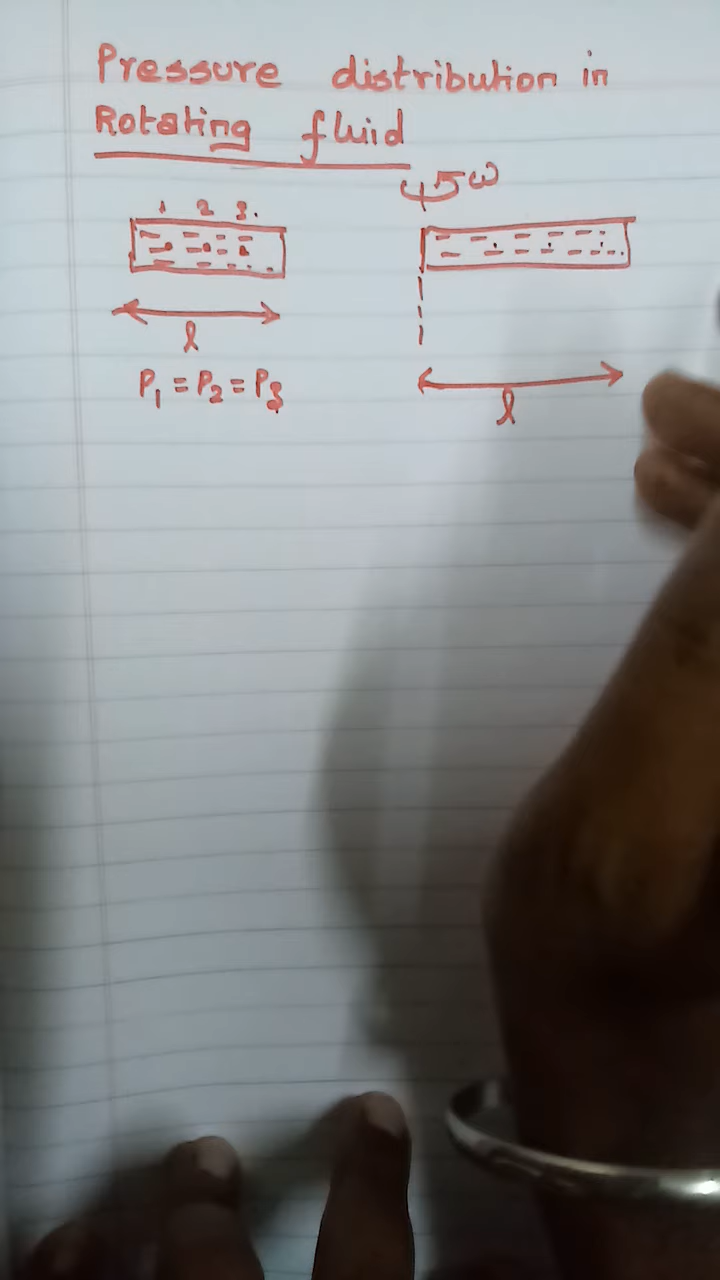 Pressure distribution in
Rotating fluid
ω
1 2 3.
l
l
P₁ = P₂ = P₃